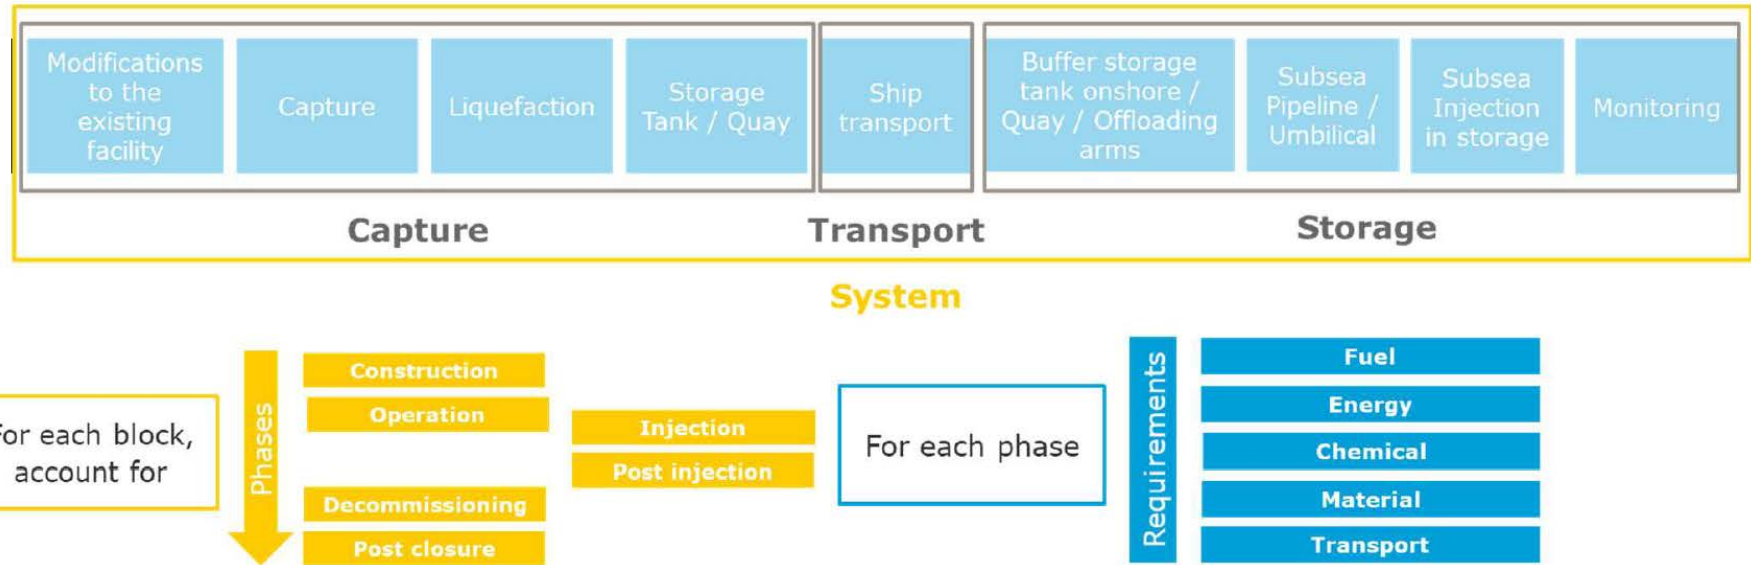 Modifications
to the
existing
facility
Capture
Liquefaction
Storage
Tank / Quay
Ship
transport
Buffer storage
tank onshore /
Quay / Offloading
arms
Subsea
Pipeline /
Umbilical
Subsea
Injection
in storage
Monitoring
Capture
Transport
Storage
System
For each block,
account for
Phases
Construction
Operation
Injection
Post injection
Decommissioning
Post closure
For each phase
Requirements
Fuel
Energy
Chemical
Material
Transport